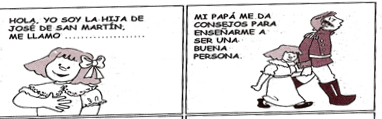 HOLA, YO SOY LA HIJA DE
JOSÉ DE SAN MARTÍN,
ME LLAMO .....................
MI PAPÁ ME DA
CONSEJOS PARA
ENSEÑARME A
SER UNA
BUENA
PERSONA.